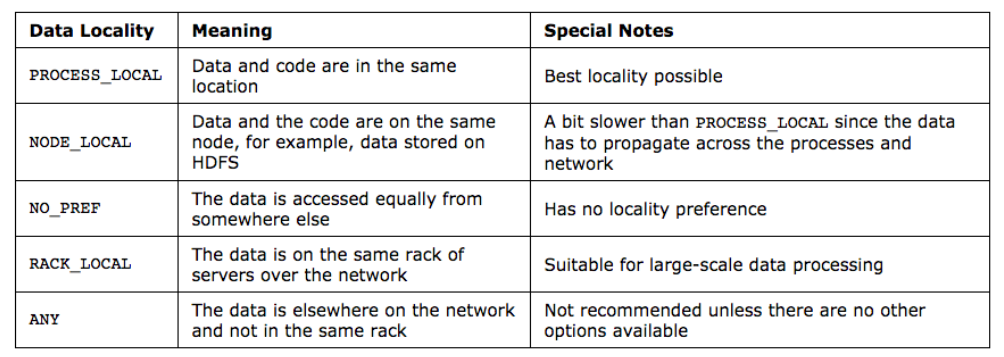 Data Locality Meaning Special Notes
PROCESS_LOCAL
Data and code are in the same
location
Best locality possible
NODE_LOCAL
Data and the code are on the same
node, for example, data stored on
HDFS
A bit slower than PROCESS_LOCAL since the data
has to propagate across the processes and
network
NO_PREF
The data is accessed equally from
somewhere else
Has no locality preference
RACK_LOCAL
The data is on the same rack of
servers over the network
Suitable for large-scale data processing
ANY
The data is elsewhere on the network
and not in the same rack
Not recommended unless there are no other
options available